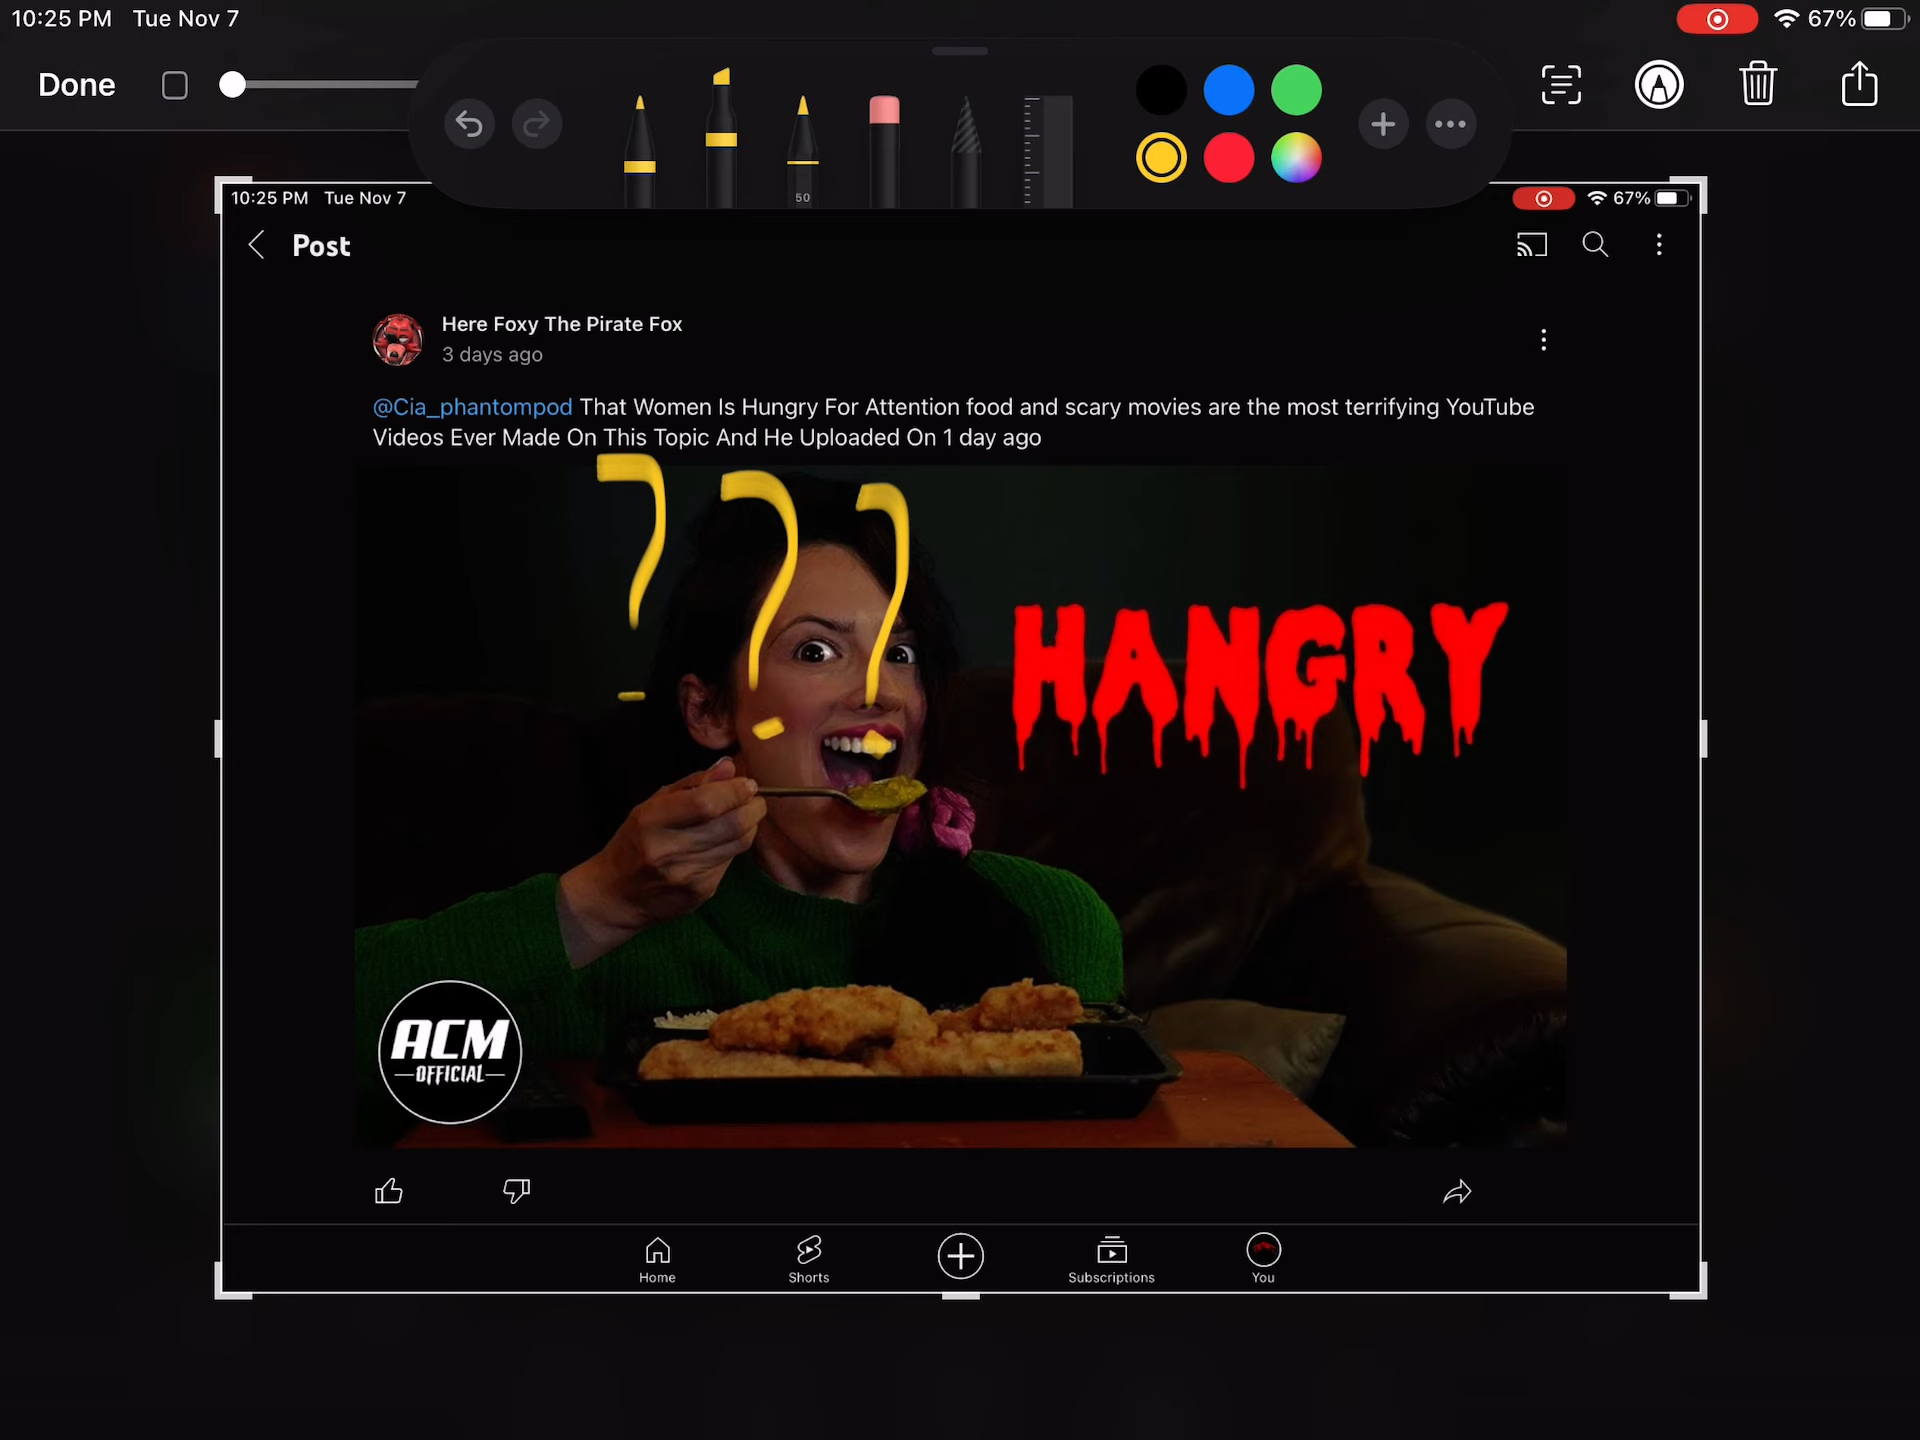 10:25 PM Tue Nov 7
67%
Done
50
10:25 PM Tue Nov 7
67%
Post
Here Foxy The Pirate Fox
3 days ago
@Cia_phantompod That Women Is Hungry For Attention food and scary movies are the most terrifying YouTube
Videos Ever Made On This Topic And He Uploaded On 1 day ago
???
HANGRY
ACM
OFFICIAL
Home
Shorts
Subscriptions
You